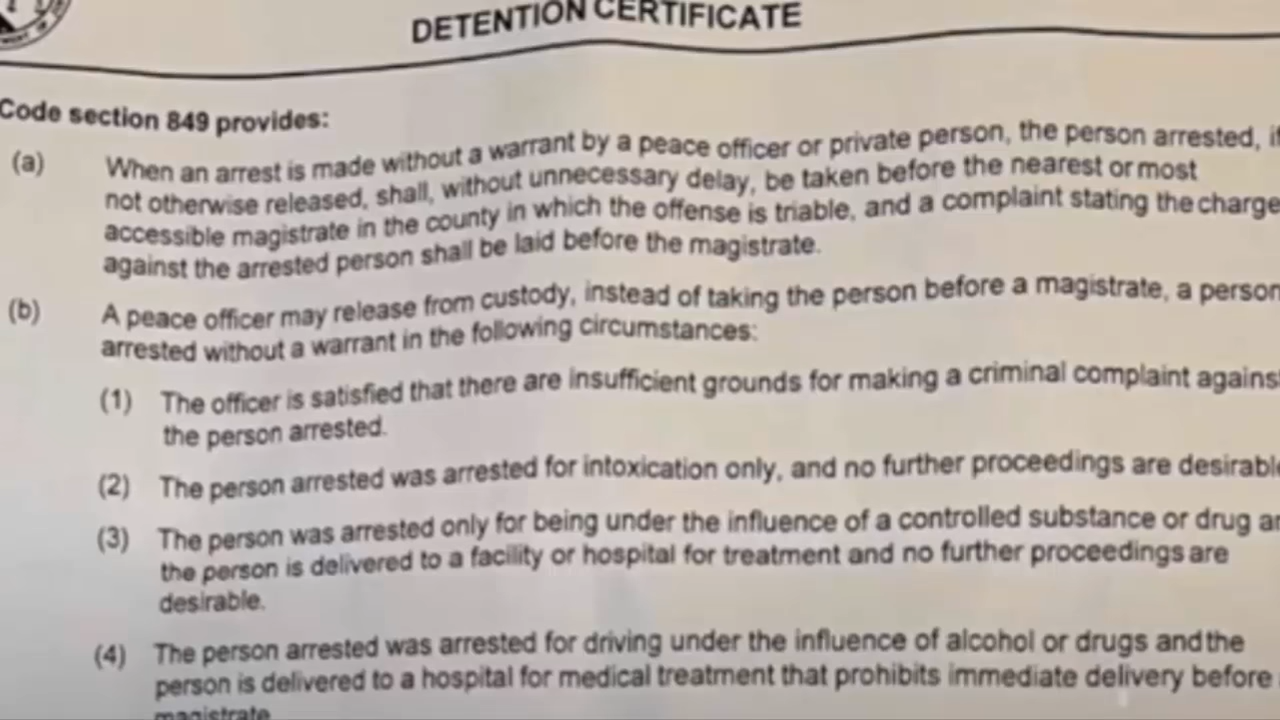 DETENTION CERTIFICATE
Code section 849 provides:
(a) When an arrest is made without a warrant by a peace officer or private person, the person arrested, if
not otherwise released, shall, without unnecessary delay, be taken before the nearest or most
accessible magistrate in the county in which the offense is triable, and a complaint stating the charge
against the arrested person shall be laid before the magistrate.
(b) A peace officer may release from custody, instead of taking the person before a magistrate, a person
arrested without a warrant in the following circumstances:
(1) The officer is satisfied that there are insufficient grounds for making a criminal complaint against
the person arrested.
(2) The person arrested was arrested for intoxication only, and no further proceedings are desirable
(3) The person was arrested only for being under the influence of a controlled substance or drug an
the person is delivered to a facility or hospital for treatment and no further proceedings are
desirable.
(4) The person arrested was arrested for driving under the influence of alcohol or drugs and the
person is delivered to a hospital for medical treatment that prohibits immediate delivery before
magistrate